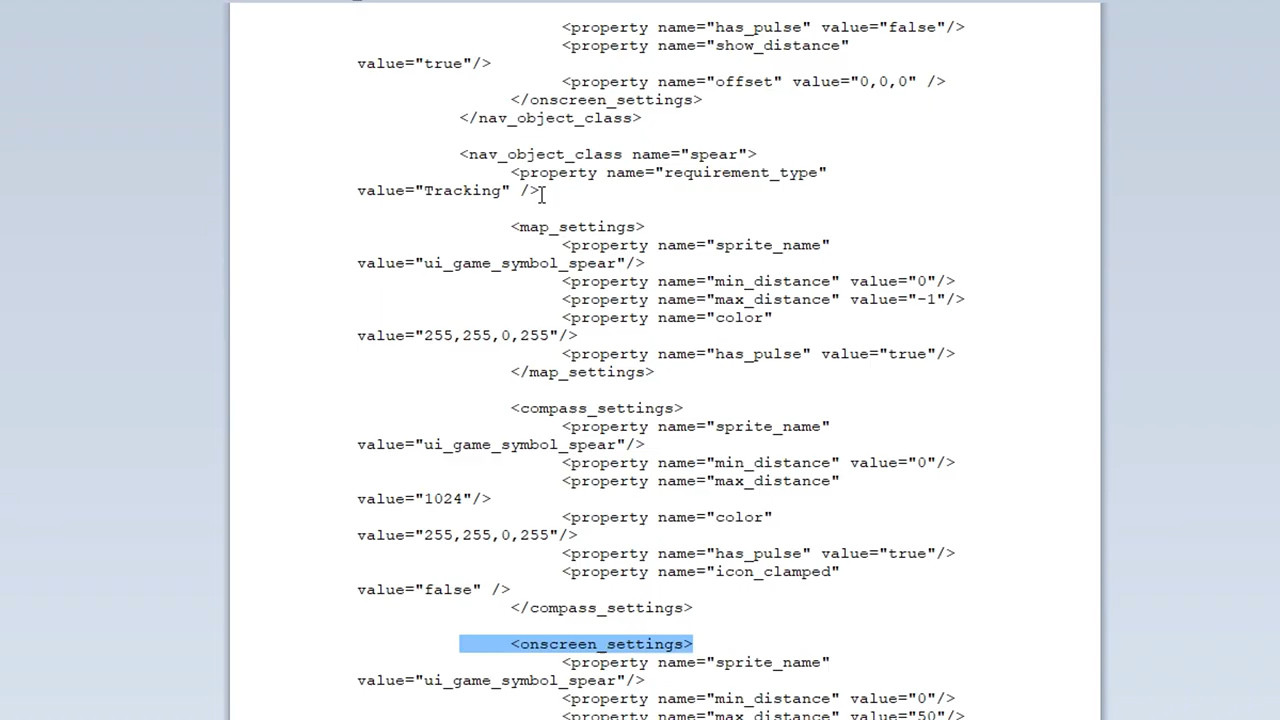 <property name="has_pulse" value="false"/>
<property name="show_distance"
value="true"/>
<property name="offset" value="0,0,0" />
</onscreen_settings>
</nav_object_class>
<nav_object_class name="spear">
<property name="requirement_type"
value="Tracking" />
<map_settings>
<property name="sprite_name"
value="ui_game_symbol_spear"/>
<property name="min_distance" value="0"/>
<property name="max_distance" value="-1"/>
<property name="color"
value="255,255,0,255"/>
<property name="has_pulse" value="true"/>
</map_settings>
<compass_settings>
<property name="sprite_name"
value="ui_game_symbol_spear"/>
<property name="min_distance" value="0"/>
<property name="max_distance"
value="1024"/>
<property name="color"
value="255,255,0,255"/>
<property name="has_pulse" value="true"/>
<property name="icon_clamped"
value="false" />
</compass_settings>
<onscreen_settings>
<property name="sprite_name"
value="ui_game_symbol_spear"/>
<property name="min_distance" value="0"/>
<property name="max_distance" value="50"/>